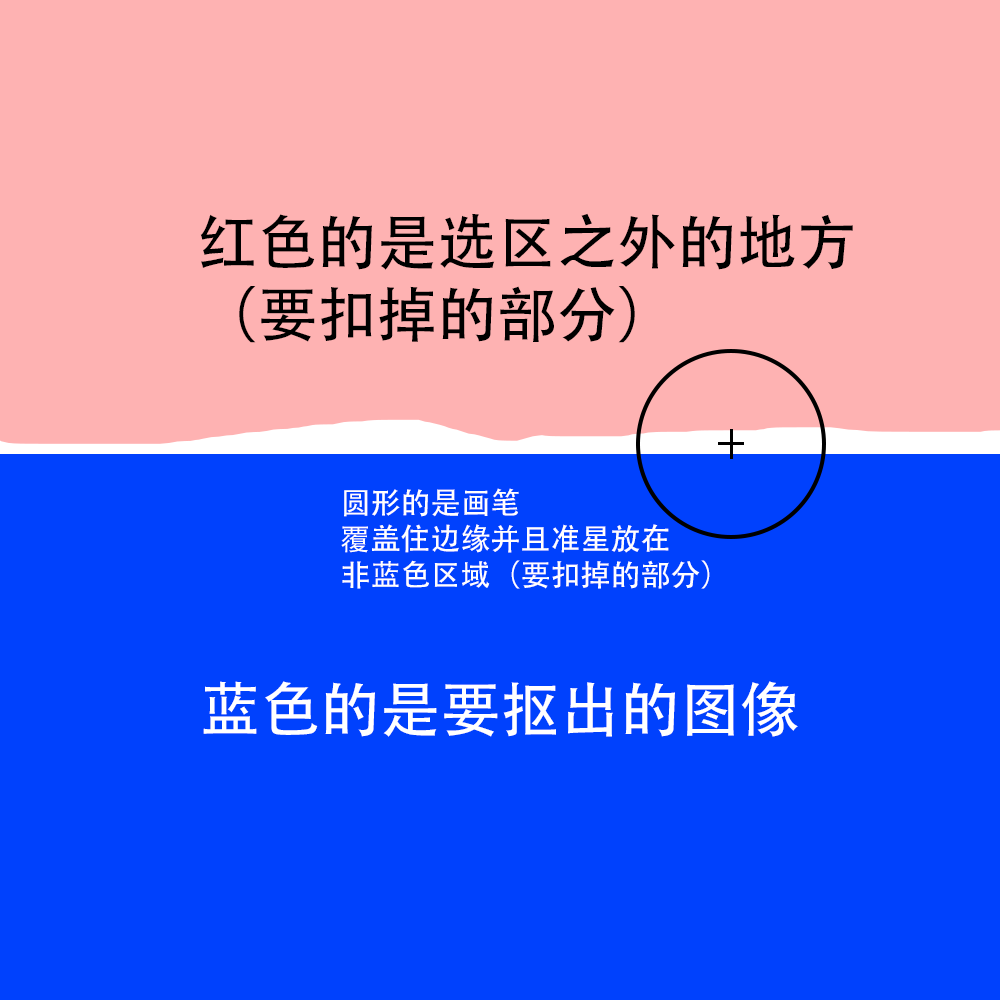 红色的是选区之外的地方
（要扣掉的部分）
圆形的是画笔
覆盖住边缘并且准星放在
非蓝色区域（要扣掉的部分）
蓝色的是要抠出的图像